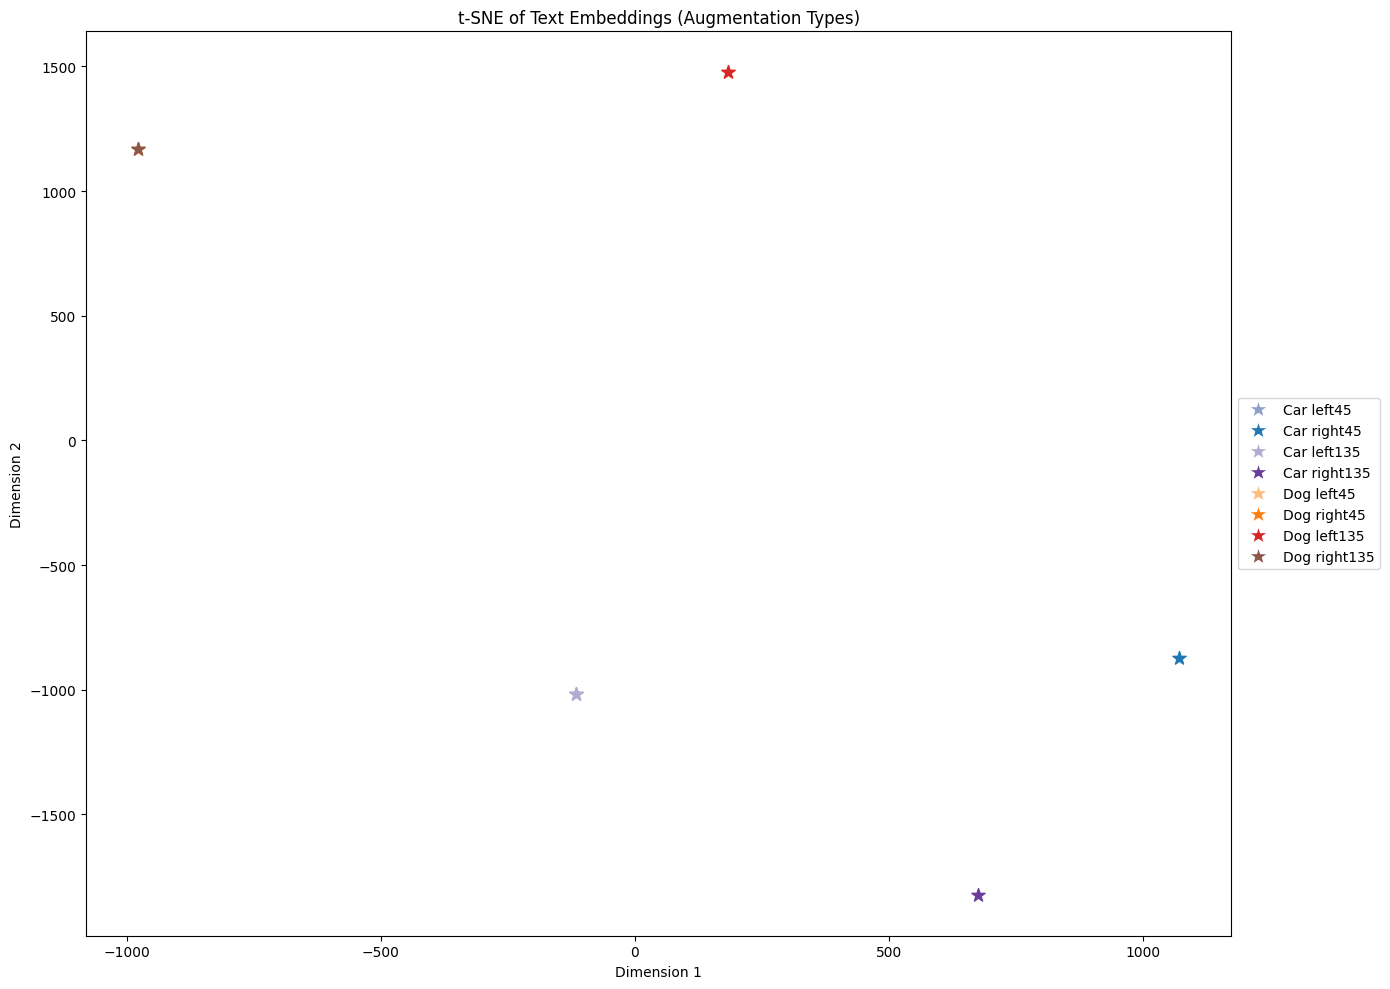 t-SNE of Text Embeddings (Augmentation Types)
1500
1000
500
0
−500
−1000
−1500
Dimension 2
−1000
−500
0
500
1000
Dimension 1
Car left45
Car right45
Car left135
Car right135
Dog left45
Dog right45
Dog left135
Dog right135